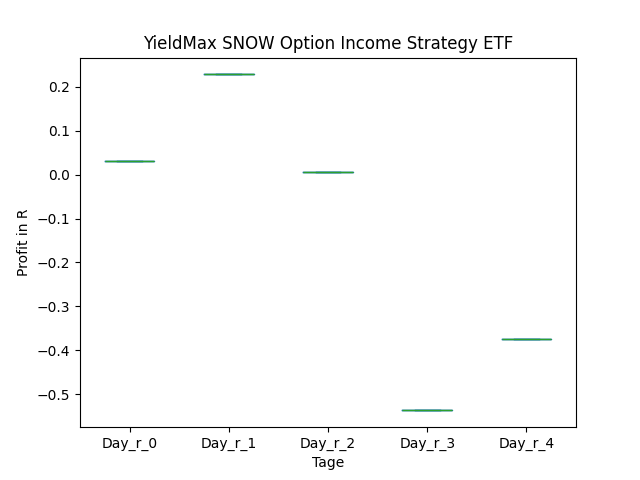 YieldMax SNOW Option Income Strategy ETF
0.2
0.1
0.0
−0.1
−0.2
−0.3
−0.4
−0.5
Profit in R
Day_r_0 Day_r_1 Day_r_2 Day_r_3 Day_r_4
Tage